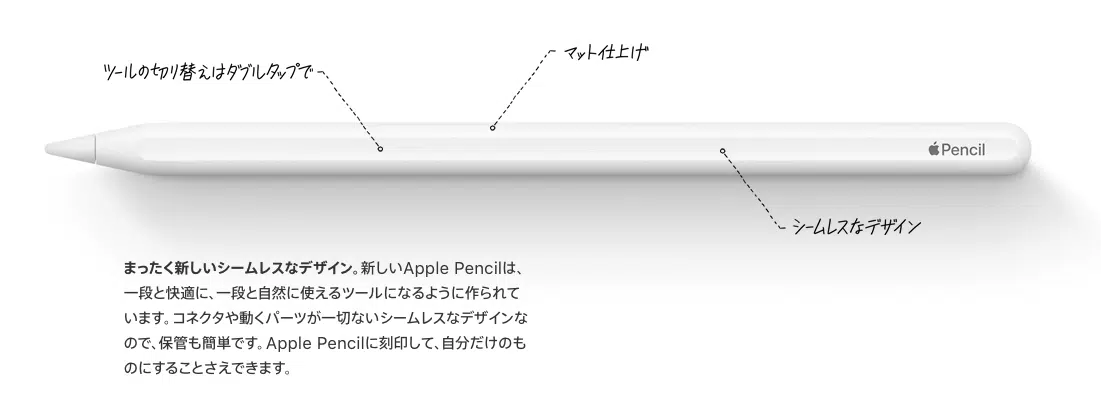 マット仕上げ
ツールの切り替えはダブルタップで
Pencil
シームレスなデザイン
まったく新しいシームレスなデザイン。新しいApple Pencilは、
一段と快適に、一段と自然に使えるツールになるように作られて
います。コネクタや動くパーツが一切ないシームレスなデザインな
ので、保管も簡単です。Apple Pencilに刻印して、自分だけのも
のにすることさえできます。